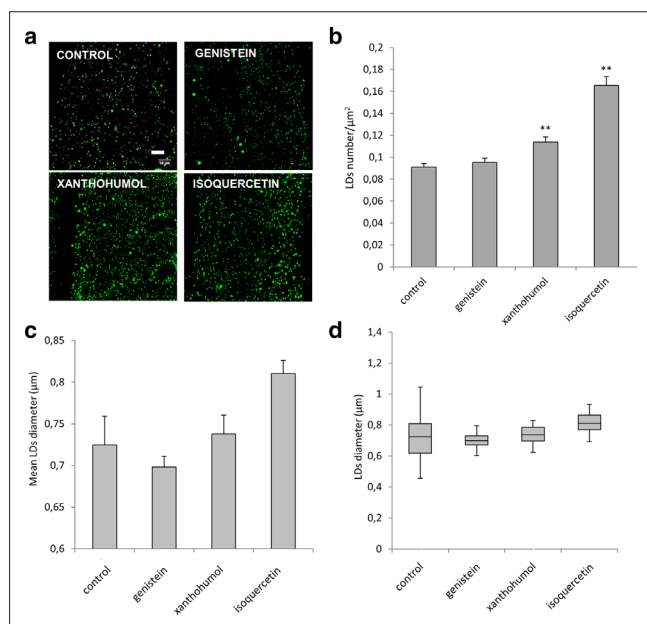 a
CONTROL
GENISTEIN
10 µm
XANTHOHUMOL
ISOQUERCETIN
b
LDs number/µm²
0,2
0,18
0,16
0,14
0,12
0,1
0,08
0,06
0,04
0,02
0
**
**
control
genistein
xanthohumol
isoquercetin
c
Mean LDs diameter (µm)
0,85
0,8
0,75
0,7
0,65
0,6
control
genistein
xanthohumol
isoquercetin
d
LDs diameter (µm)
1,4
1,2
1
0,8
0,6
0,4
0,2
0
control
genistein
xanthohumol
isoquercetin